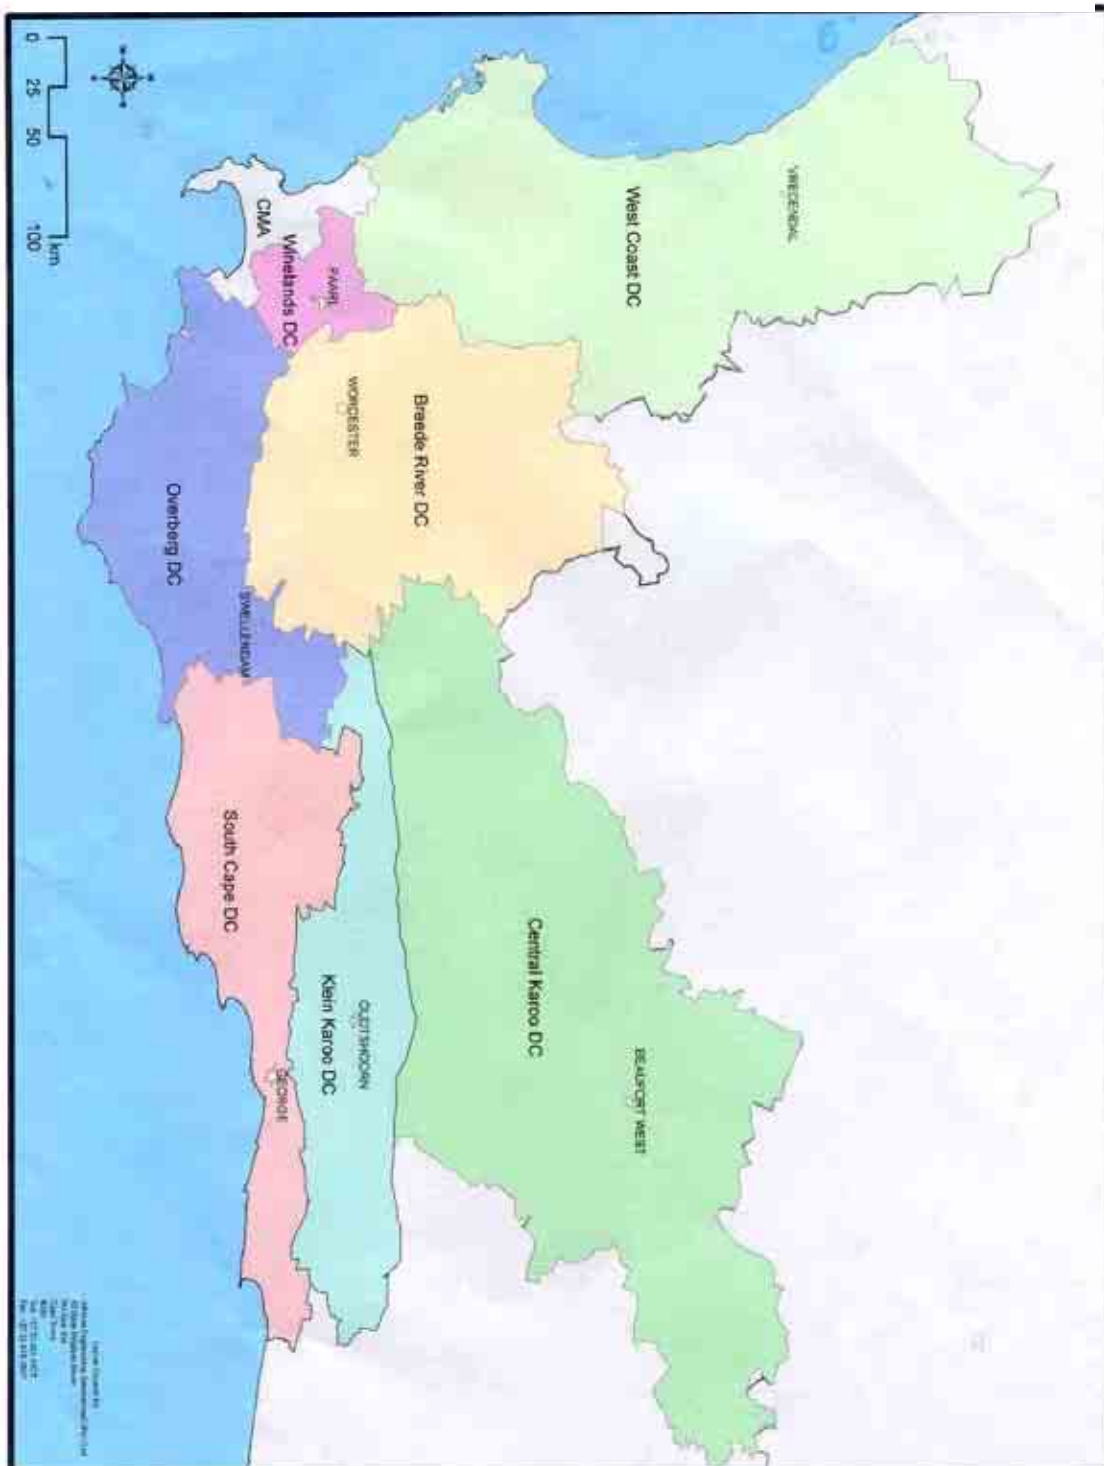 VREDENDAL
West Coast DC
CMA
Winelands DC
PAARL
WORCESTER
Breede River DC
Overberg DC
SWELLENDAM
South Cape DC
Central Karoo DC
BEAUFORT WEST
OUDTSHOORN
Klein Karoo DC
GEORGE
0 25 50 100 km